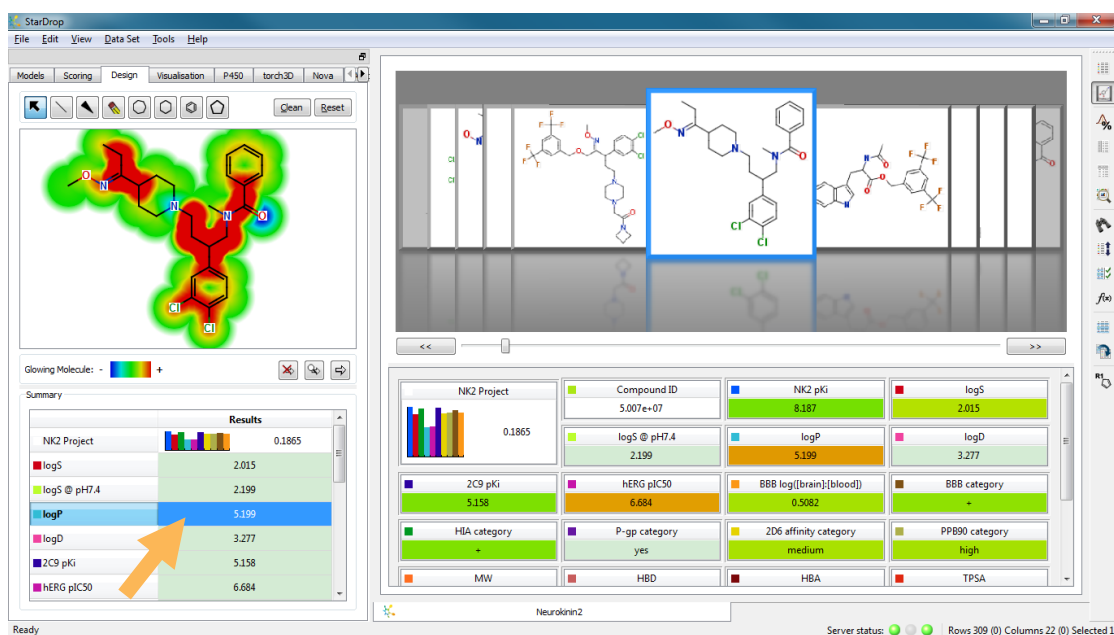 StarDrop
File Edit View Data Set Tools Help
Models Scoring Design Visualisation P450 torch3D Nova
Clean Reset
O N N N O Cl Cl
Glowing Molecule: - +
Summary
Results
NK2 Project 0.1865
logS 2.015
logS @ pH7.4 2.199
logP 5.199
logD 3.277
2C9 pKi 5.158
hERG pIC50 6.684
<< >>
NK2 Project
0.1865
Compound ID
5.007e+07
NK2 pKi
8.187
logS
2.015
logS @ pH7.4
2.199
logP
5.199
logD
3.277
2C9 pKi
5.158
hERG pIC50
6.684
BBB log([brain]:[blood])
0.5082
BBB category
+
HIA category
+
P-gp category
yes
2D6 affinity category
medium
PPB90 category
high
MW HBD HBA TPSA
f(x)
R1
Neurokinin2
Ready
Server status: Rows 309 (0) Columns 22 (0) Selected 1